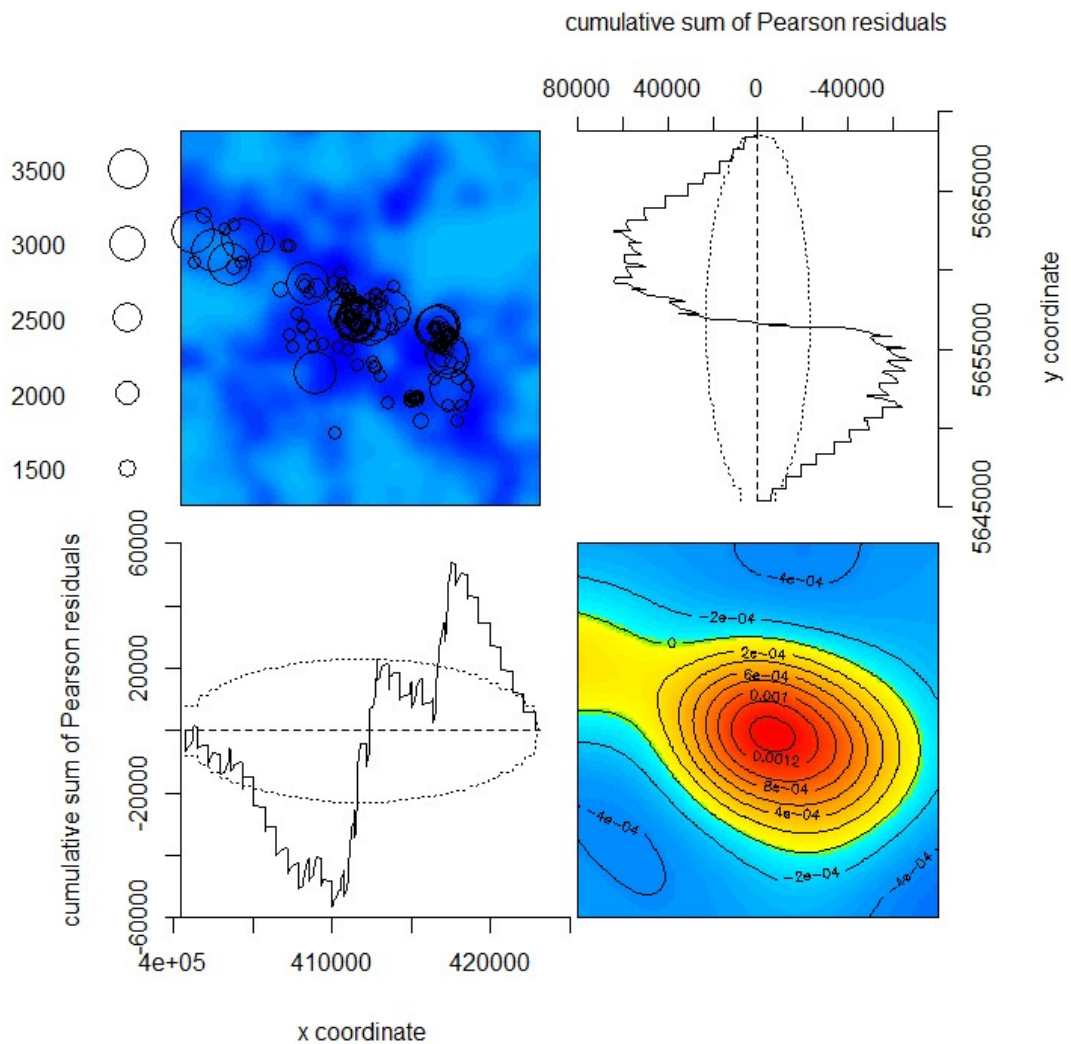 cumulative sum of Pearson residuals
80000 40000 0 -40000
3500
3000
2500
2000
1500
5665000
5655000
5645000
y coordinate
60000
20000
-20000
-60000
cumulative sum of Pearson residuals
4e+05 410000 420000
x coordinate
-4e-04
-2e-04
0
2e-04
6e-04
0.001
0.0012
8e-04
4e-04
-4e-04
-2e-04
-4e-04